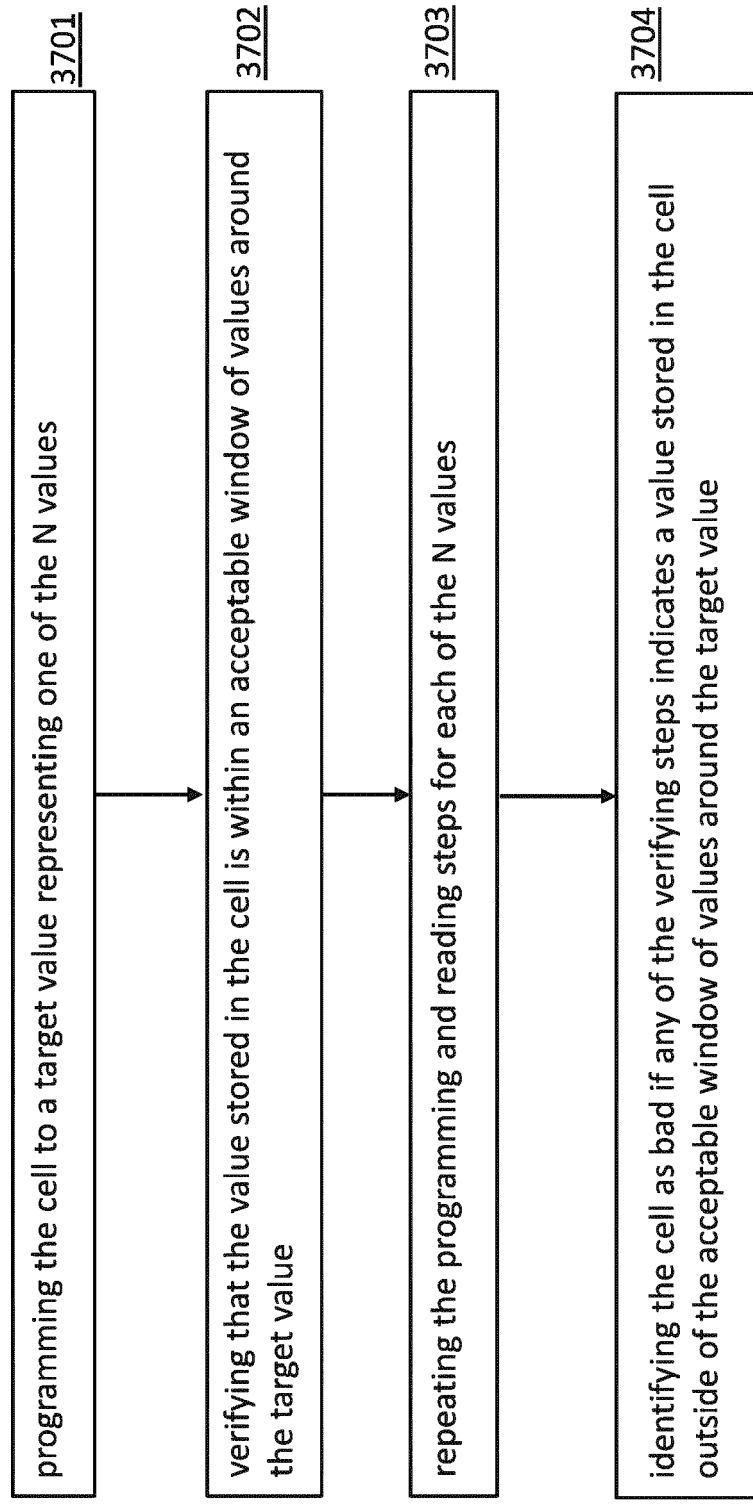 programming the cell to a target value representing one of the N values
3701
verifying that the value stored in the cell is within an acceptable window of values around
the target value
3702
repeating the programming and reading steps for each of the N values
3703
identifying the cell as bad if any of the verifying steps indicates a value stored in the cell
outside of the acceptable window of values around the target value
3704